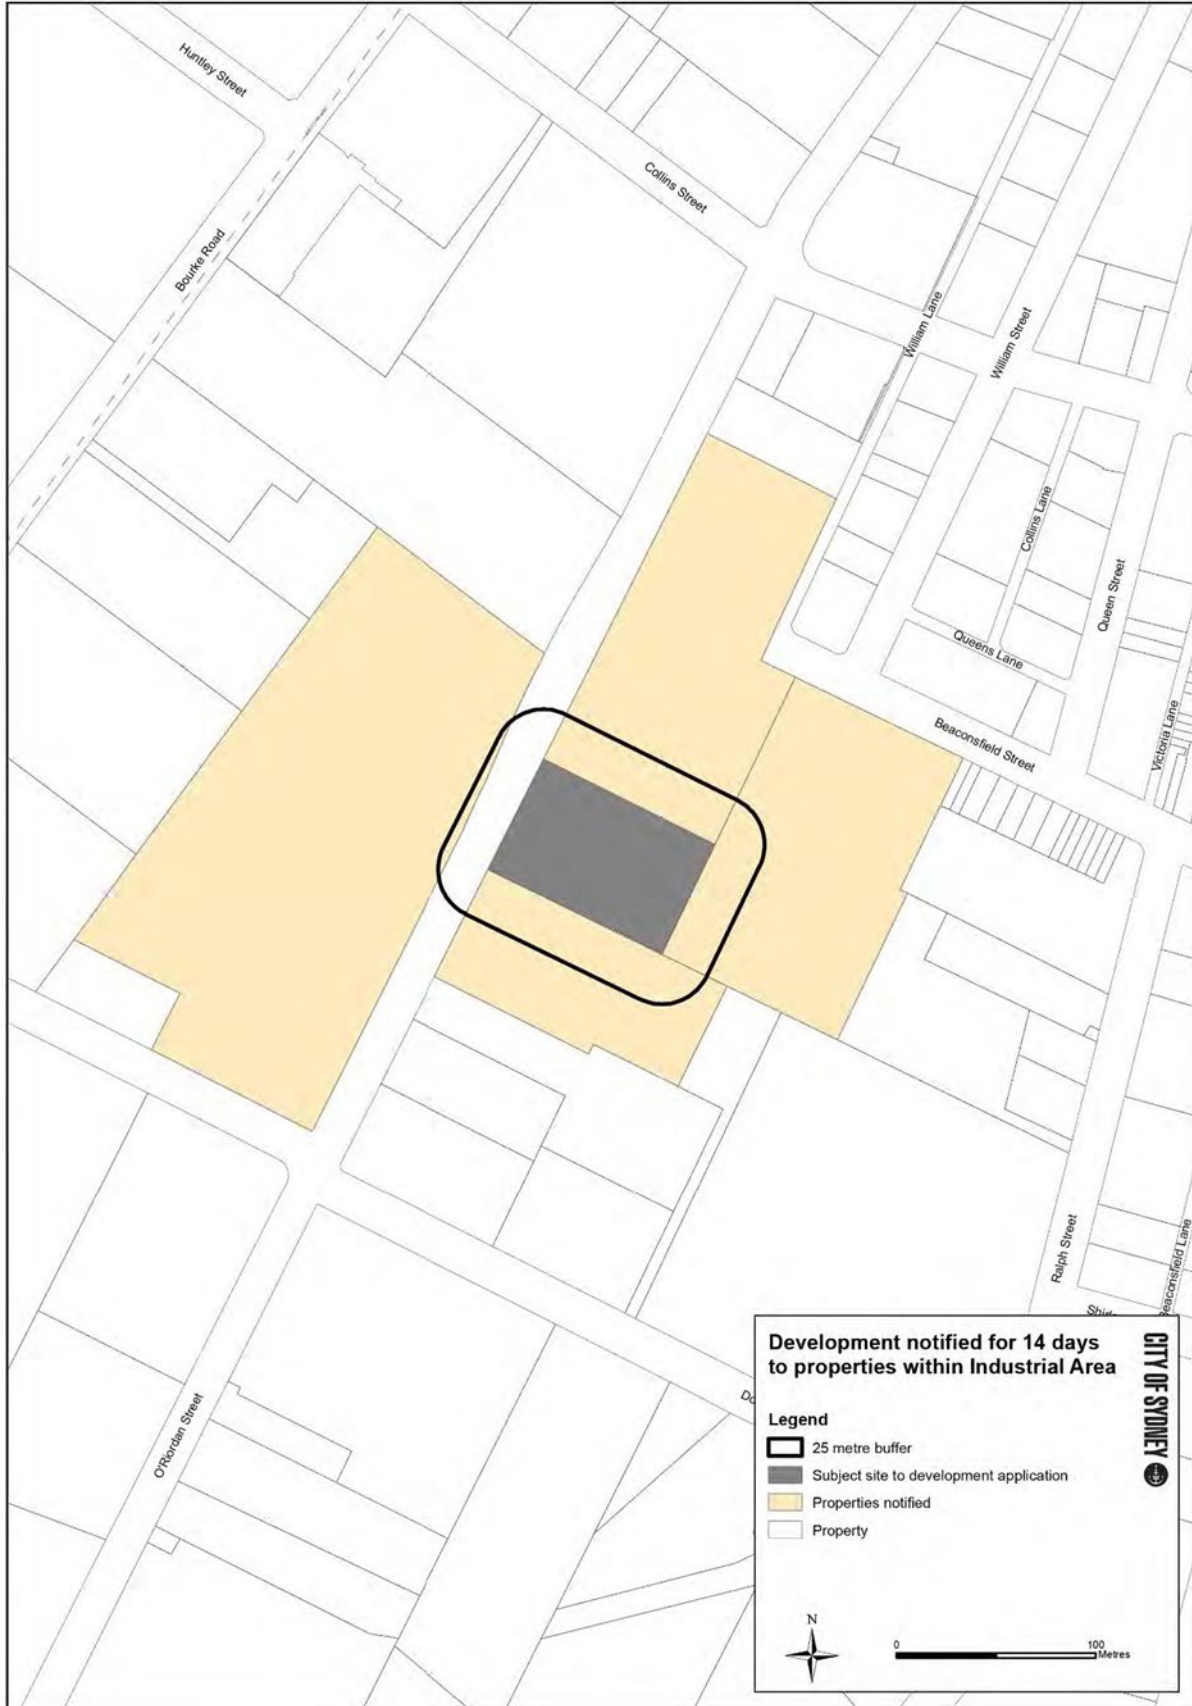 Huntley Street
Collins Street
Bourke Road
William Lane
William Street
Collins Lane
Queen Street
Queens Lane
Victoria Lane
Beaconsfield Street
Ralph Street
Beaconsfield Lane
O'Riordan Street
Development notified for 14 days
to properties within Industrial Area
CITY OF SYDNEY
Legend
25 metre buffer
Subject site to development application
Properties notified
Property
N
0 100
Metres